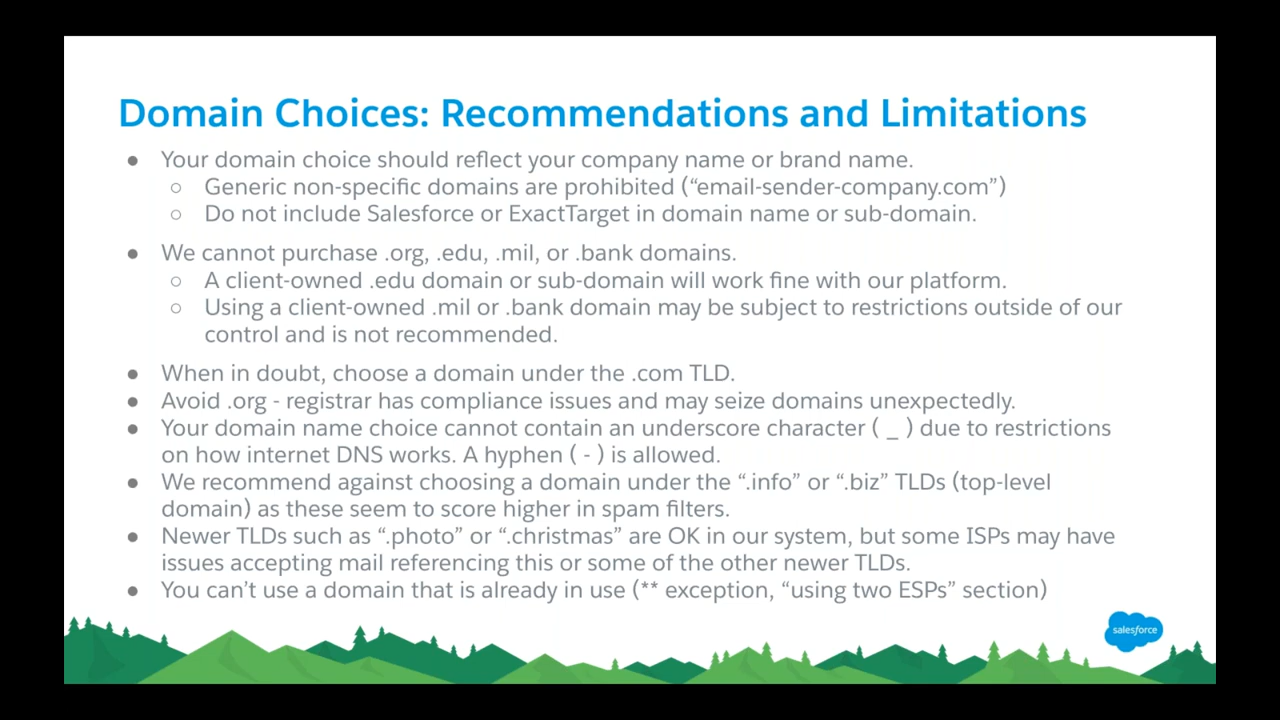 Domain Choices: Recommendations and Limitations
● Your domain choice should reflect your company name or brand name.
○ Generic non-specific domains are prohibited (“email-sender-company.com”)
○ Do not include Salesforce or ExactTarget in domain name or sub-domain.
● We cannot purchase .org, .edu, .mil, or .bank domains.
○ A client-owned .edu domain or sub-domain will work fine with our platform.
○ Using a client-owned .mil or .bank domain may be subject to restrictions outside of our
control and is not recommended.
● When in doubt, choose a domain under the .com TLD.
● Avoid .org - registrar has compliance issues and may seize domains unexpectedly.
● Your domain name choice cannot contain an underscore character ( _ ) due to restrictions
on how internet DNS works. A hyphen ( - ) is allowed.
● We recommend against choosing a domain under the “.info” or “.biz” TLDs (top-level
domain) as these seem to score higher in spam filters.
● Newer TLDs such as “.photo” or “.christmas” are OK in our system, but some ISPs may have
issues accepting mail referencing this or some of the other newer TLDs.
● You can’t use a domain that is already in use (** exception, “using two ESPs” section)
salesforce